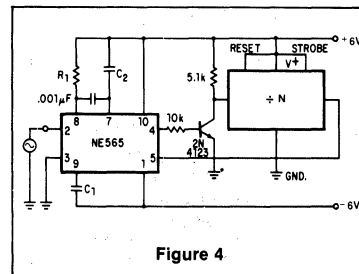 +6V
RESET STROBE
V+
R1
C2
5.1k
÷ N
.001µF
8 7 10
NE565
2
3
4
5
9 1
10k
2N
4123
GND.
C1
-6V
Figure 4